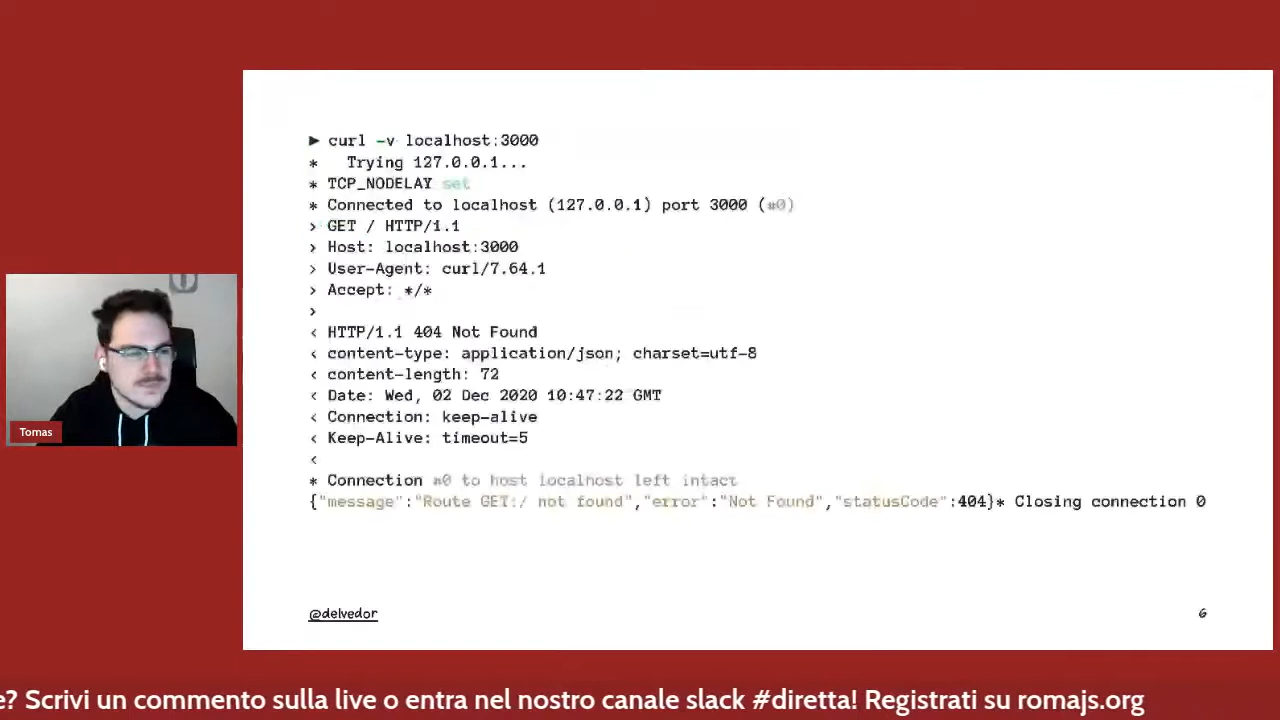 ► curl -v localhost:3000
*   Trying 127.0.0.1...
* TCP_NODELAY set
* Connected to localhost (127.0.0.1) port 3000 (#0)
> GET / HTTP/1.1
> Host: localhost:3000
> User-Agent: curl/7.64.1
> Accept: */*
>
< HTTP/1.1 404 Not Found
< content-type: application/json; charset=utf-8
< content-length: 72
< Date: Wed, 02 Dec 2020 10:47:22 GMT
< Connection: keep-alive
< Keep-Alive: timeout=5
<
* Connection #0 to host localhost left intact
{"message":"Route GET:/ not found","error":"Not Found","statusCode":404}* Closing connection 0
Tomas
@delvedor
6
e? Scrivi un commento sulla live o entra nel nostro canale slack #diretta! Registrati su romajs.org